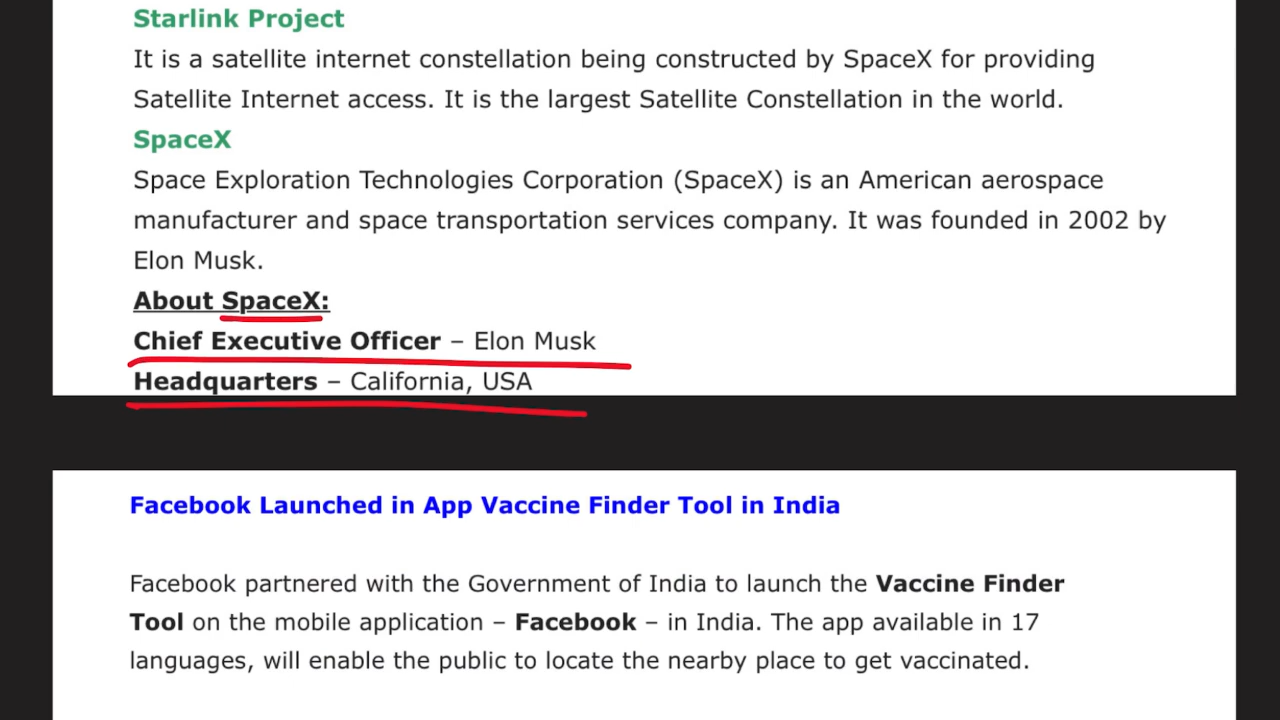 Starlink Project
It is a satellite internet constellation being constructed by SpaceX for providing
Satellite Internet access. It is the largest Satellite Constellation in the world.
SpaceX
Space Exploration Technologies Corporation (SpaceX) is an American aerospace
manufacturer and space transportation services company. It was founded in 2002 by
Elon Musk.
About SpaceX:
Chief Executive Officer – Elon Musk
Headquarters – California, USA
Facebook Launched in App Vaccine Finder Tool in India
Facebook partnered with the Government of India to launch the Vaccine Finder
Tool on the mobile application – Facebook – in India. The app available in 17
languages, will enable the public to locate the nearby place to get vaccinated.